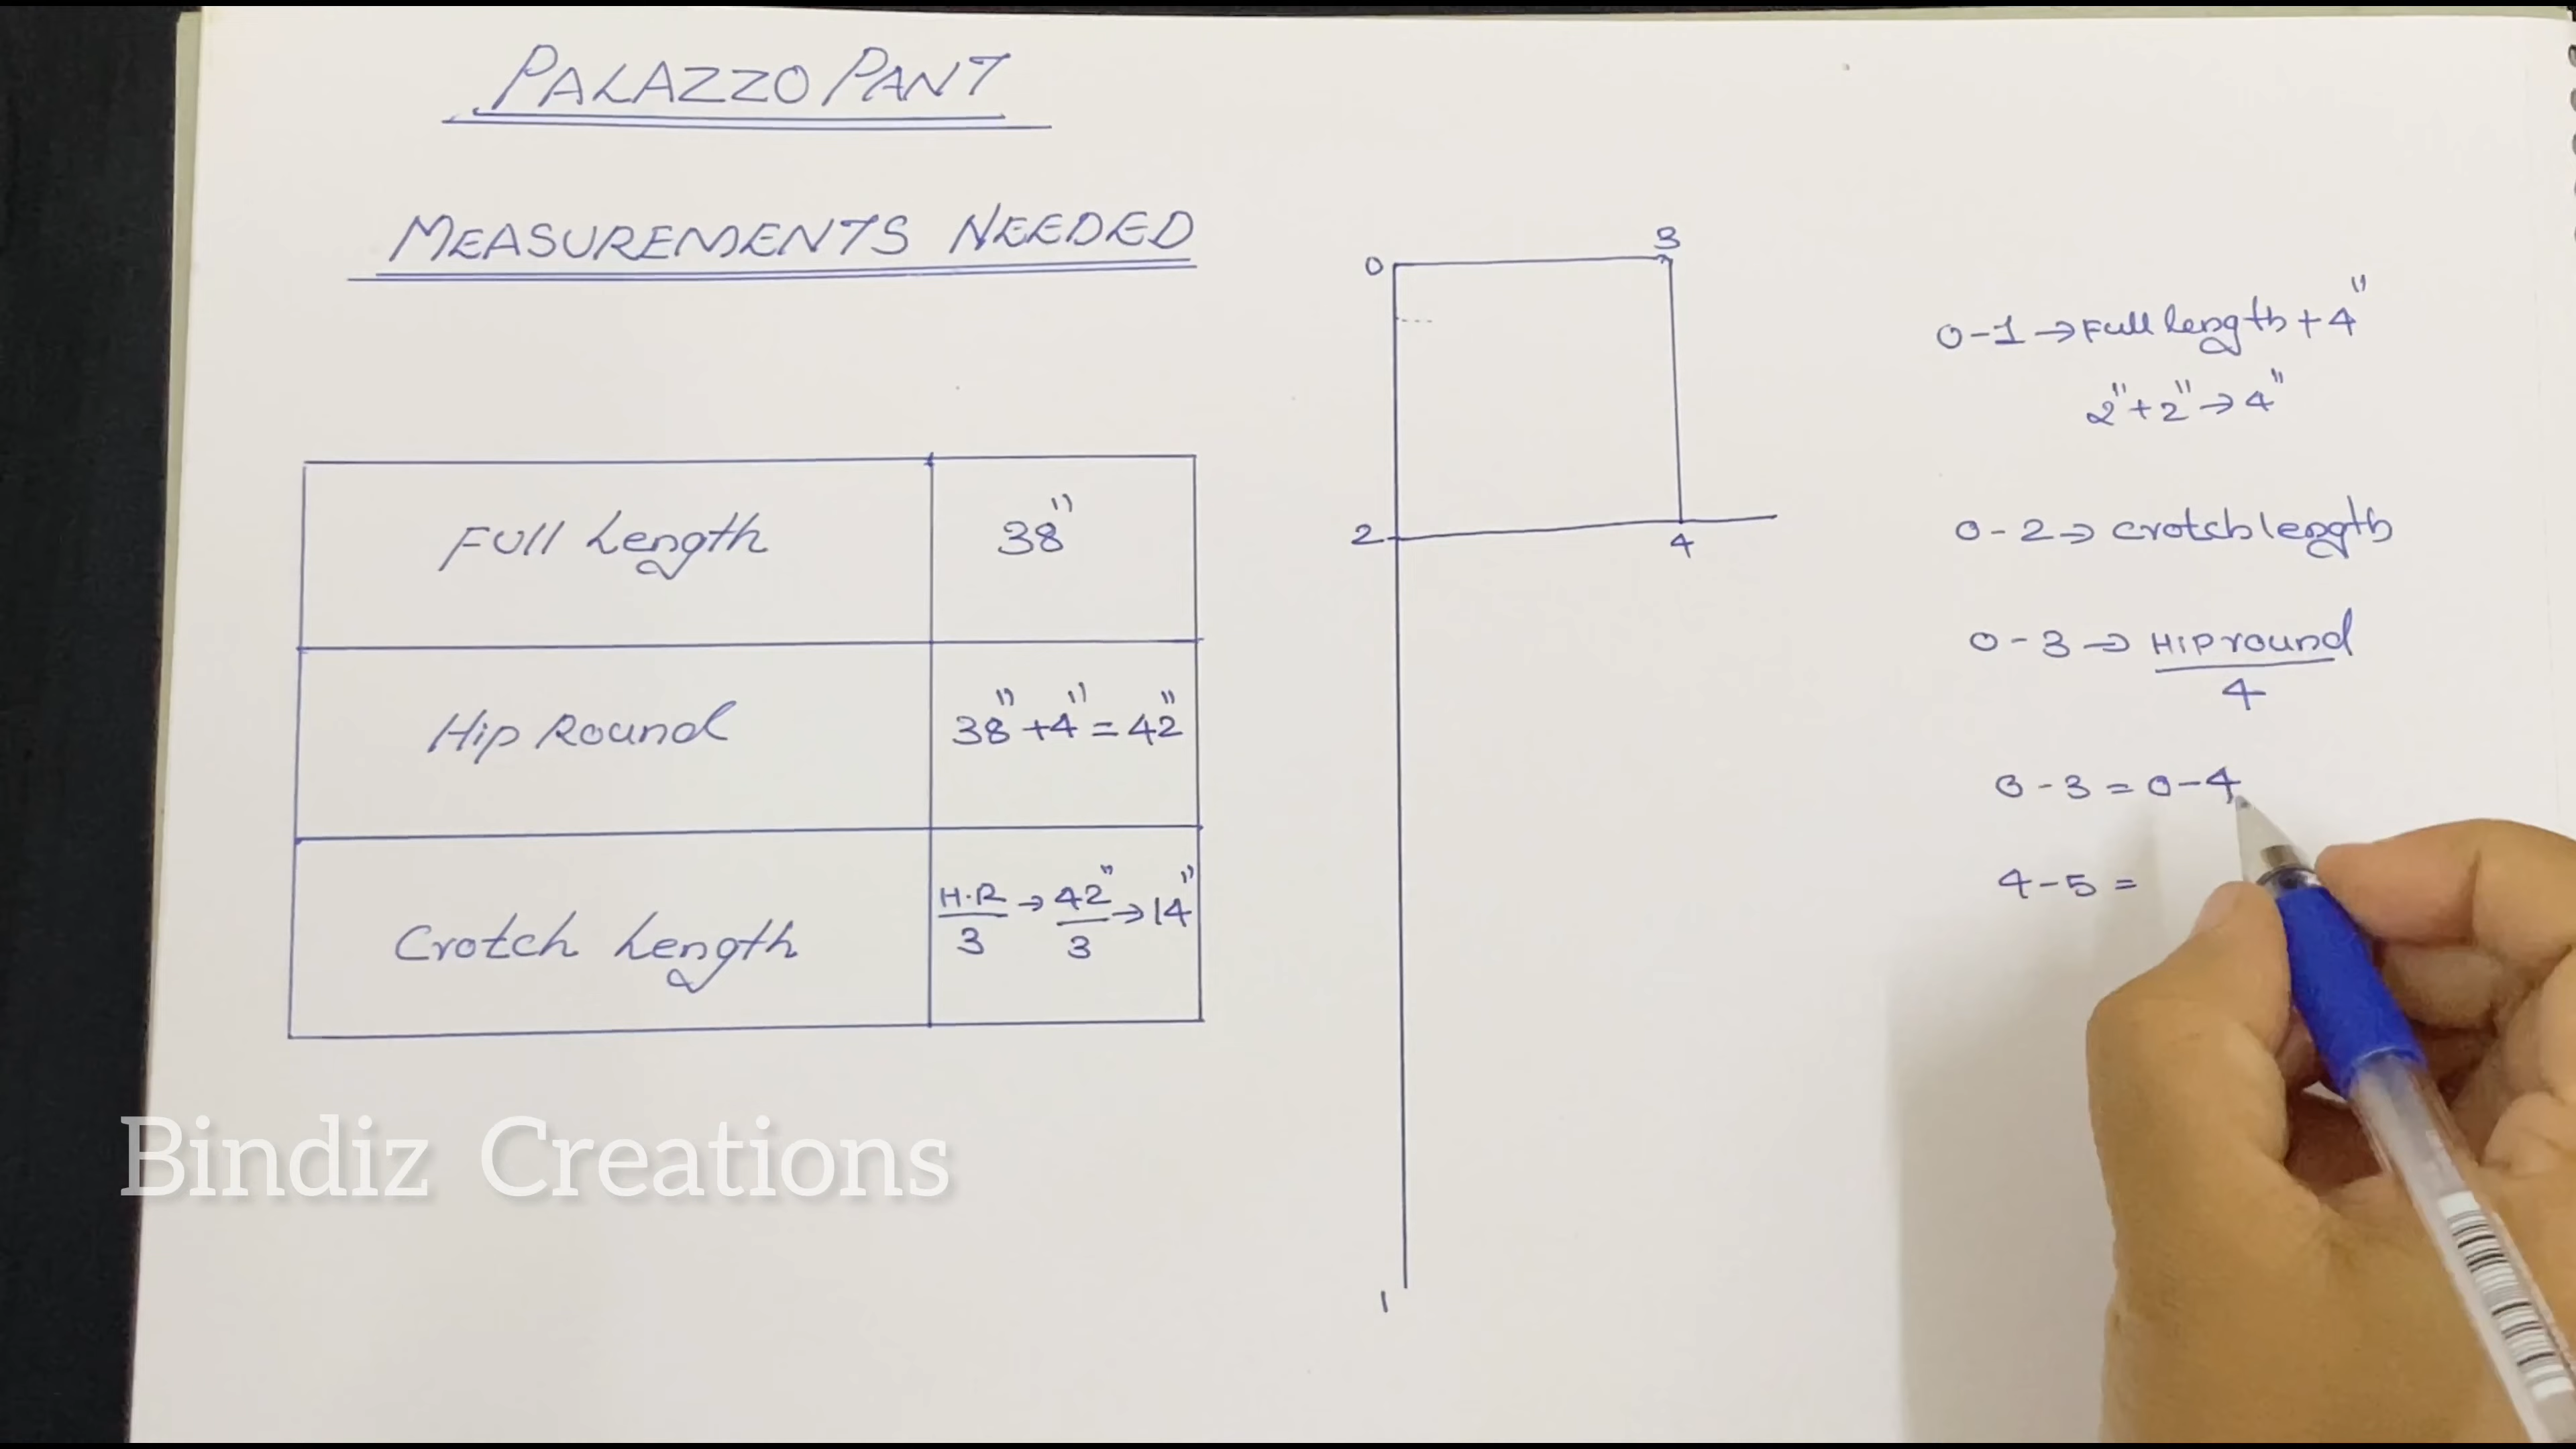 PALAZZO PANT
MEASUREMENTS NEEDED
Full Length 38"
Hip Round 38"+4"=42"
Crotch Length H.R/3→42"/3→14"
0
3
2
4
1
0-1→Full length+4"
2"+2"→4"
0-2→crotch length
0-3→Hip round/4
0-3=0-4
4-5=
Bindiz Creations